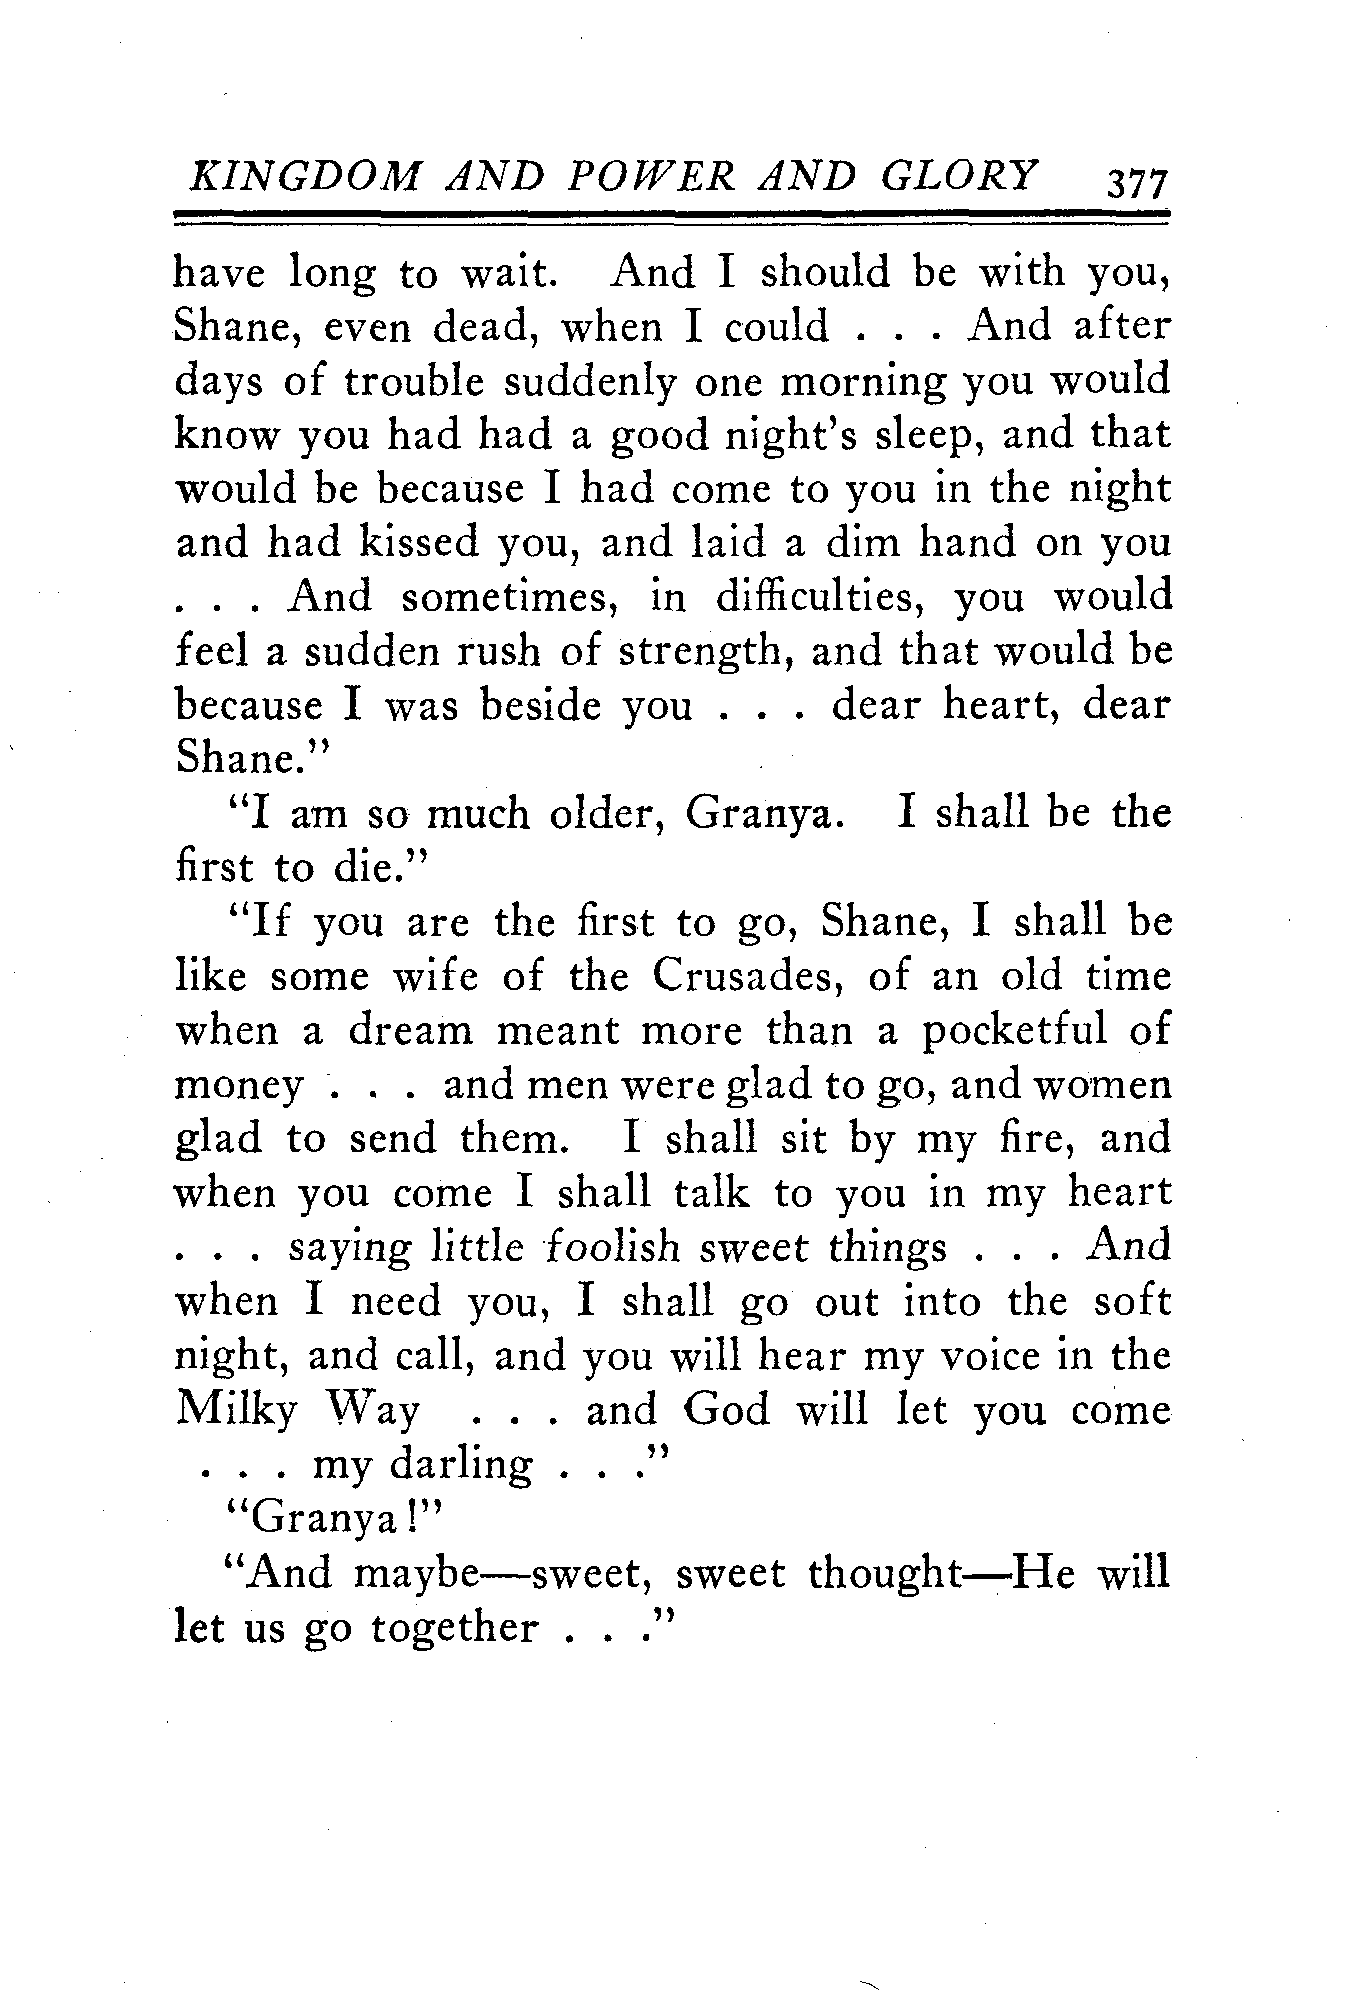 KINGDOM AND POWER AND GLORY 377
have long to wait. And I should be with you,
Shane, even dead, when I could . . . And after
days of trouble suddenly one morning you would
know you had had a good night's sleep, and that
would be because I had come to you in the night
and had kissed you, and laid a dim hand on you
. . . And sometimes, in difficulties, you would
feel a sudden rush of strength, and that would be
because I was beside you . . . dear heart, dear
Shane."
"I am so much older, Granya. I shall be the
first to die."
"If you are the first to go, Shane, I shall be
like some wife of the Crusades, of an old time
when a dream meant more than a pocketful of
money . . . and men were glad to go, and women
glad to send them. I shall sit by my fire, and
when you come I shall talk to you in my heart
. . . saying little foolish sweet things . . . And
when I need you, I shall go out into the soft
night, and call, and you will hear my voice in the
Milky Way . . . and God will let you come
. . . my darling . . ."
"Granya!"
"And maybe—sweet, sweet thought—He will
let us go together . . ."